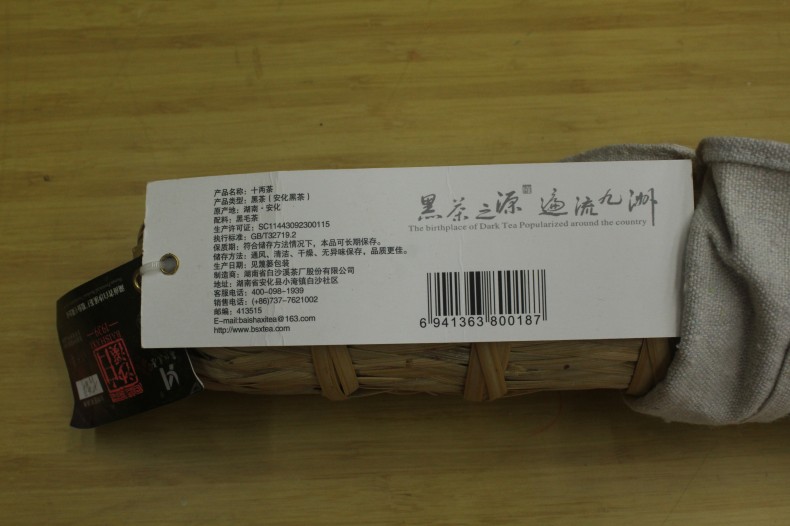 产品名称：十两茶
产品类型：黑茶（安化黑茶）
原产地：湖南·安化
配料：黑毛茶
生产许可证：SC11443092300115
执行标准：GB/T32719.2
保质期：符合储存方法情况下，本品可长期保存。
储存方法：通风、清洁、干燥、无异味保存，品质更佳。
生产日期：见篾篓包装
制造商：湖南省白沙溪茶厂股份有限公司
地址：湖南省安化县小淹镇白沙社区
客服电话：400-098-1939
销售电话：(+86)737-7621002
邮编：413515
E-mail:baishaxitea@163.com
http://www.bsxtea.com
黑茶之源 遍流九洲
The birthplace of Dark Tea Popularized around the country
6 941363 800187